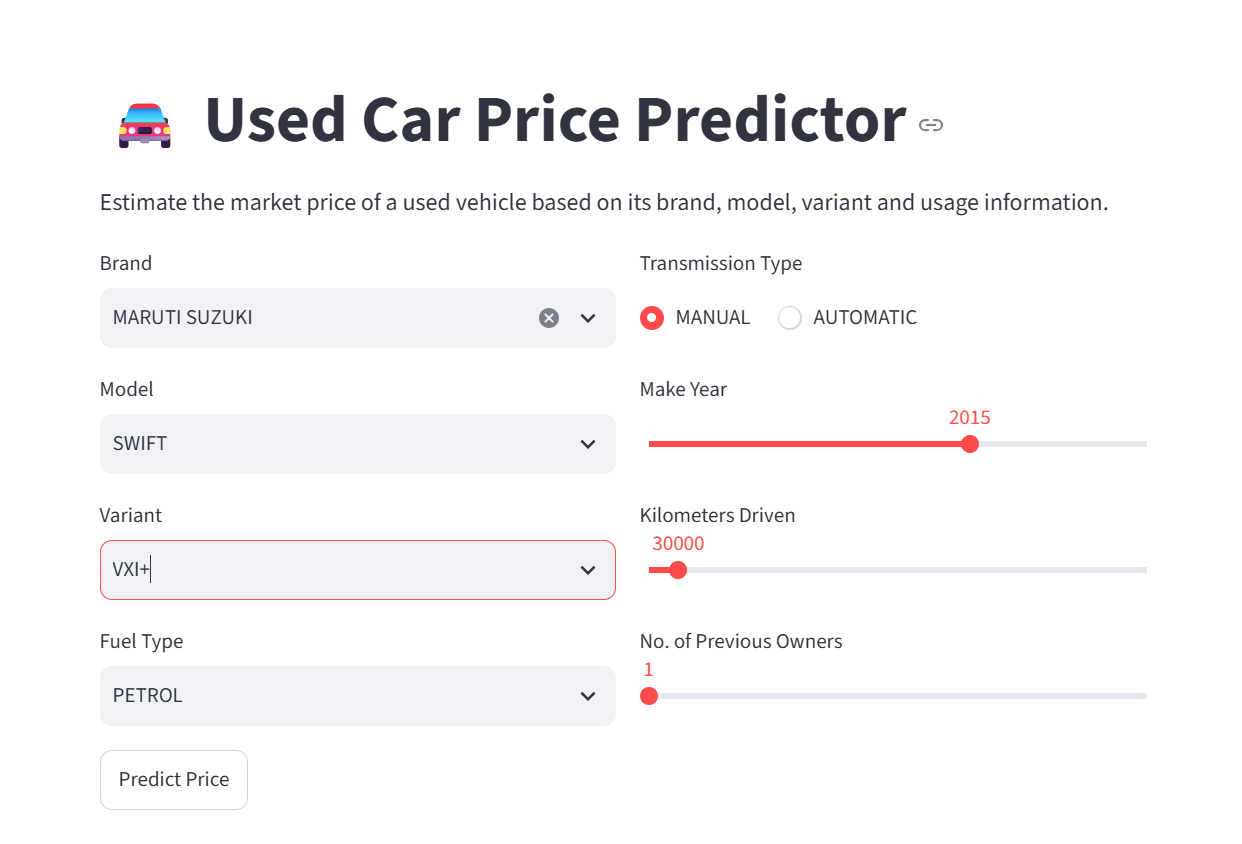 Used Car Price Predictor
Estimate the market price of a used vehicle based on its brand, model, variant and usage information.
Brand
MARUTI SUZUKI
Model
SWIFT
Variant
VXI+
Fuel Type
PETROL
Predict Price
Transmission Type
MANUAL AUTOMATIC
Make Year
2015
Kilometers Driven
30000
No. of Previous Owners
1